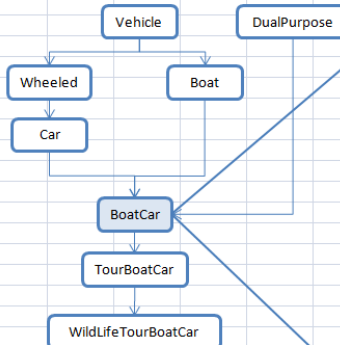 Vehicle
DualPurpose
Wheeled
Boat
Car
BoatCar
TourBoatCar
WildLifeTourBoatCar